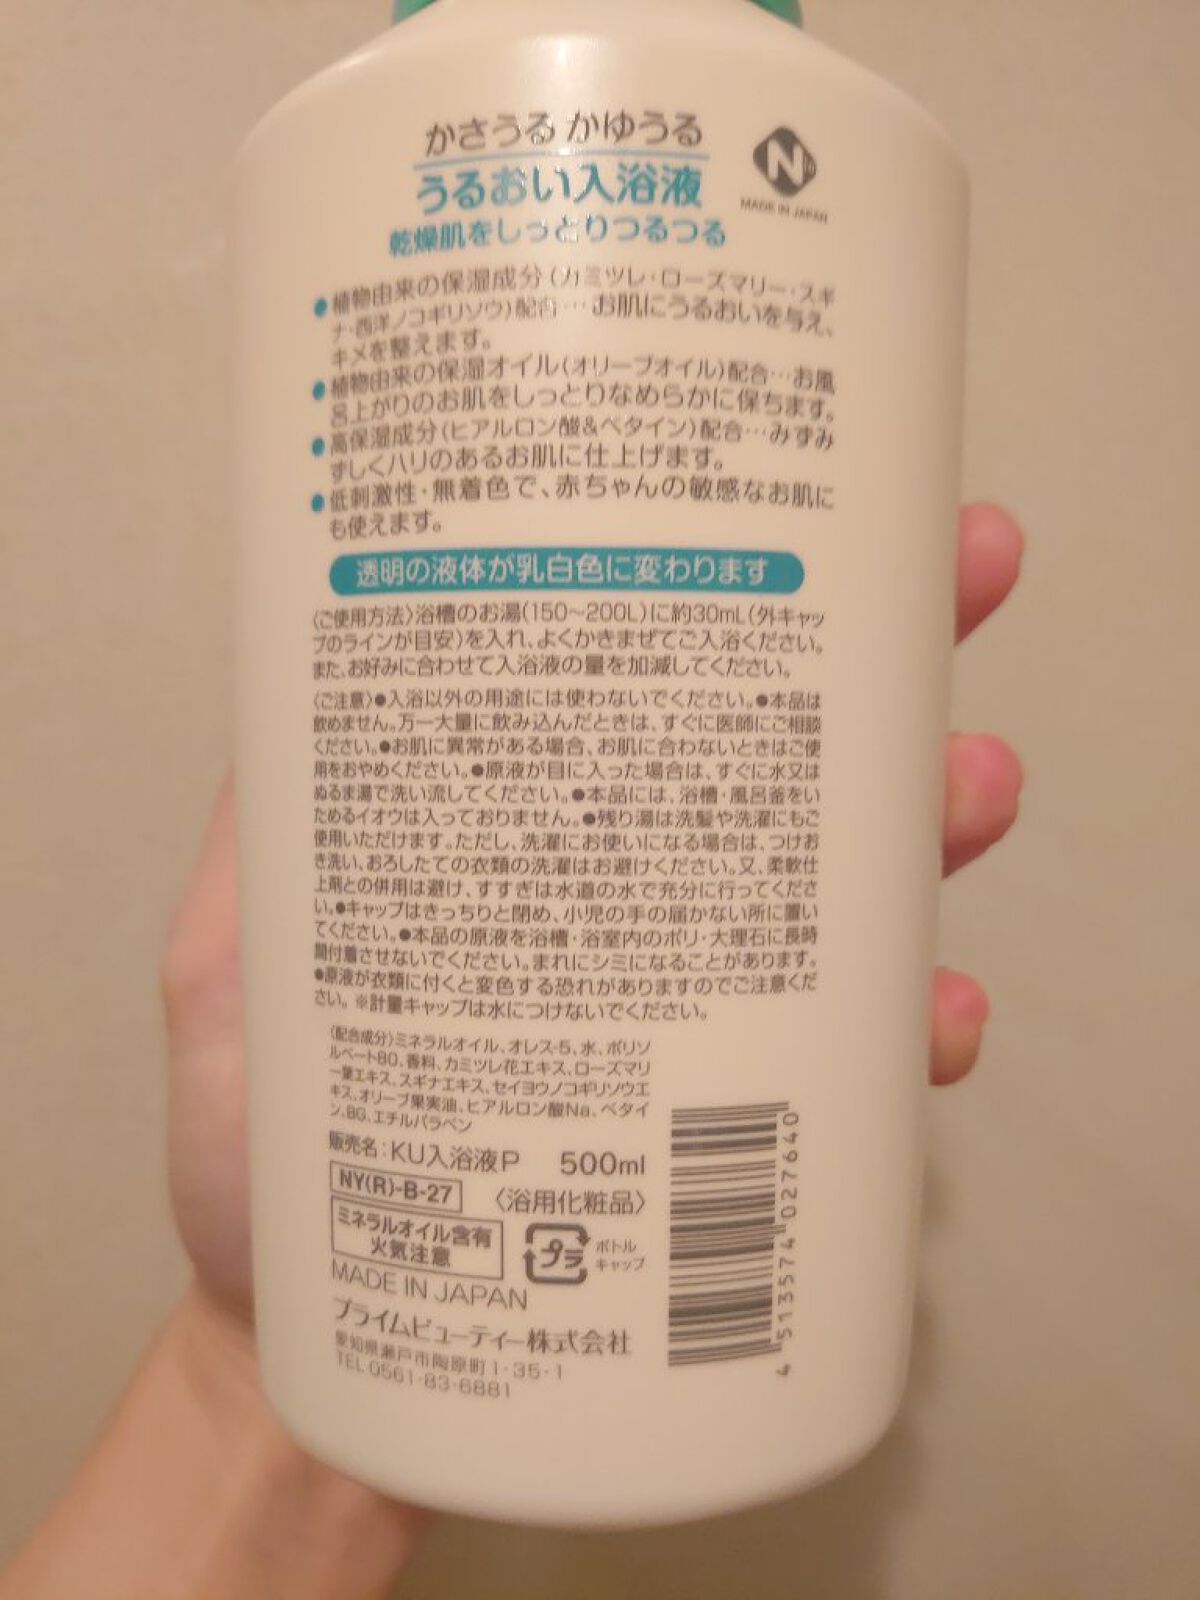 かさうる かゆうる
うるおい入浴液
乾燥肌をしっとりつるつる
N
MADE IN JAPAN
●植物由来の保湿成分(カミツレ・ローズマリー・スギ
ナ・西洋ノコギリソウ)配合…お肌にうるおいを与え、
キメを整えます。
●植物由来の保湿オイル(オリーブオイル)配合…お風
呂上がりのお肌をしっとりなめらかに保ちます。
●高保湿成分(ヒアルロン酸&ベタイン)配合…みずみ
ずしくハリのあるお肌に仕上げます。
●低刺激性・無着色で、赤ちゃんの敏感なお肌に
も使えます。
透明の液体が乳白色に変わります
〈ご使用方法〉浴槽のお湯(150〜200L)に約30mL(外キャッ
プのラインが目安)を入れ、よくかきまぜてご入浴ください。
また、お好みに合わせて入浴液の量を加減してください。
〈ご注意〉●入浴以外の用途には使わないでください。●本品は
飲めません。万一大量に飲み込んだときは、すぐに医師にご相談
ください。●お肌に異常がある場合、お肌に合わないときはご使
用をおやめください。●原液が目に入った場合は、すぐに水又は
ぬるま湯で洗い流してください。●本品には、浴槽・風呂釜をい
ためるイオウは入っておりません。●残り湯は洗髪や洗濯にもご
使用いただけます。ただし、洗濯にお使いになる場合は、つけお
き洗い、おろしたての衣類の洗濯はお避けください。又、柔軟仕
上剤との併用は避け、すすぎは水道の水で充分に行ってくださ
い。●キャップはきっちりと閉め、小児の手の届かない所に置い
てください。●本品の原液を浴槽・浴室内のポリ・大理石に長時
間付着させないでください。まれにシミになることがあります。
●原液が衣類に付くと変色する恐れがありますのでご注意くだ
さい。※計量キャップは水につけないでください。
〈配合成分〉ミネラルオイル、オレス-5、水、ポリソ
ルベート80、香料、カミツレ花エキス、ローズマリ
ー葉エキス、スギナエキス、セイヨウノコギリソウエ
キス、オリーブ果実油、ヒアルロン酸Na、ベタイ
ン、BG、エチルパラベン
販売名:KU入浴液P 500ml
NY(R)-B-27 〈浴用化粧品〉
ミネラルオイル含有
火気注意
プラ
ボトル
キャップ
MADE IN JAPAN
プライムビューティー株式会社
愛知県瀬戸市陶原町1-35-1
TEL 0561-83-6881
4 513574 027640